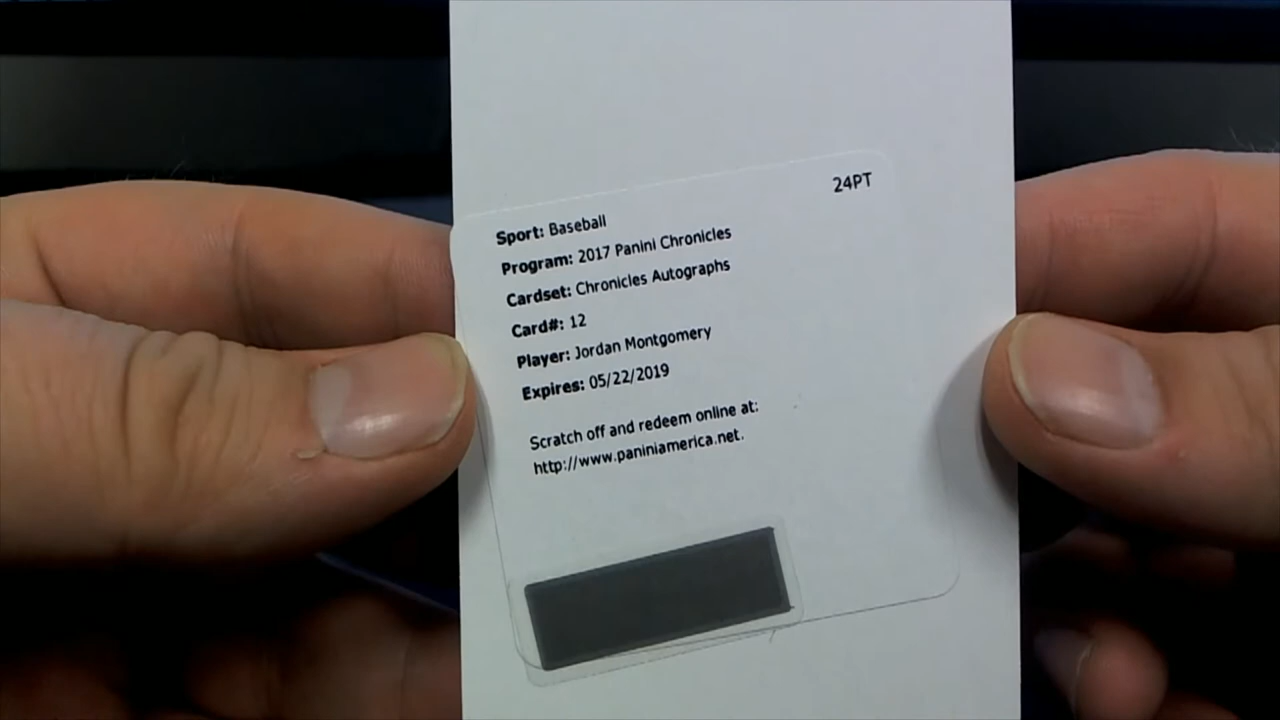 24PT
Sport: Baseball
Program: 2017 Panini Chronicles
Cardset: Chronicles Autographs
Card#: 12
Player: Jordan Montgomery
Expires: 05/22/2019
Scratch off and redeem online at:
http://www.paniniamerica.net.